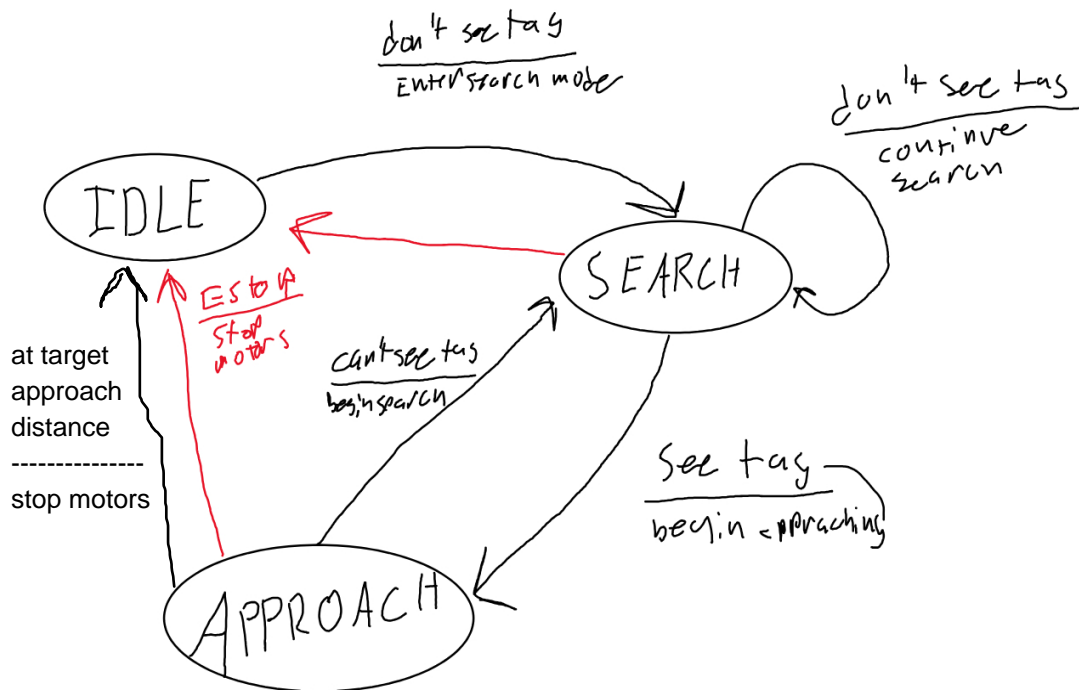 don't see tag
Enter search mode
don't see tag
continue
search
IDLE
SEARCH
EStop
stop
motors
can't see tag
begin search
at target
approach
distance
---------------
stop motors
see tag
begin appraching
APPROACH